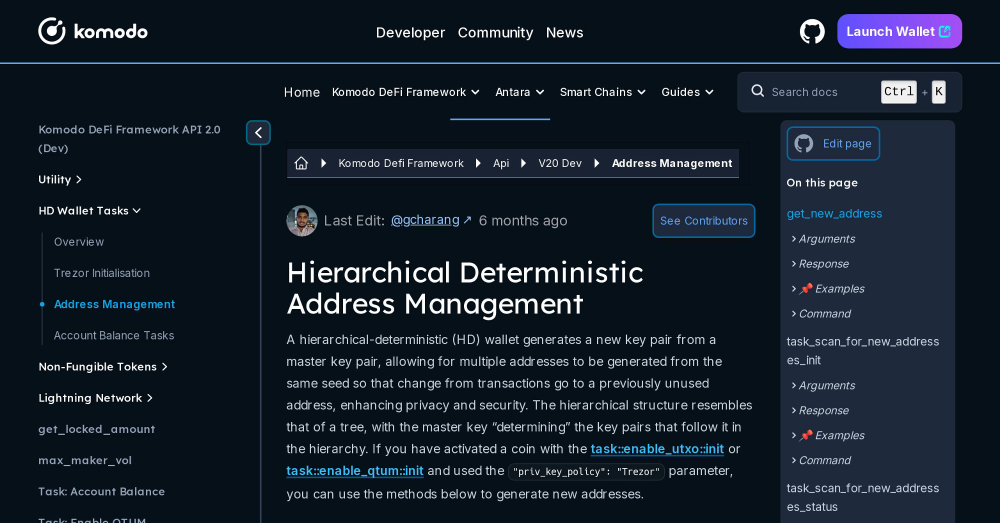 komodo
Developer Community News
Launch Wallet
Home Komodo DeFi Framework Antara Smart Chains Guides
Search docs Ctrl + K
Komodo DeFi Framework API 2.0
(Dev)
Utility
HD Wallet Tasks
Overview
Trezor Initialisation
Address Management
Account Balance Tasks
Non-Fungible Tokens
Lightning Network
get_locked_amount
max_maker_vol
Task: Account Balance
Task: Enable QTUM
Komodo Defi Framework Api V20 Dev Address Management
Last Edit: @gcharang ↗ 6 months ago
See Contributors
Hierarchical Deterministic
Address Management
A hierarchical-deterministic (HD) wallet generates a new key pair from a
master key pair, allowing for multiple addresses to be generated from the
same seed so that change from transactions go to a previously unused
address, enhancing privacy and security. The hierarchical structure resembles
that of a tree, with the master key “determining” the key pairs that follow it in
the hierarchy. If you have activated a coin with the task::enable_utxo::init or
task::enable_qtum::init and used the "priv_key_policy": "Trezor" parameter,
you can use the methods below to generate new addresses.
Edit page
On this page
get_new_address
Arguments
Response
📌 Examples
Command
task_scan_for_new_address
es_init
Arguments
Response
📌 Examples
Command
task_scan_for_new_address
es_status